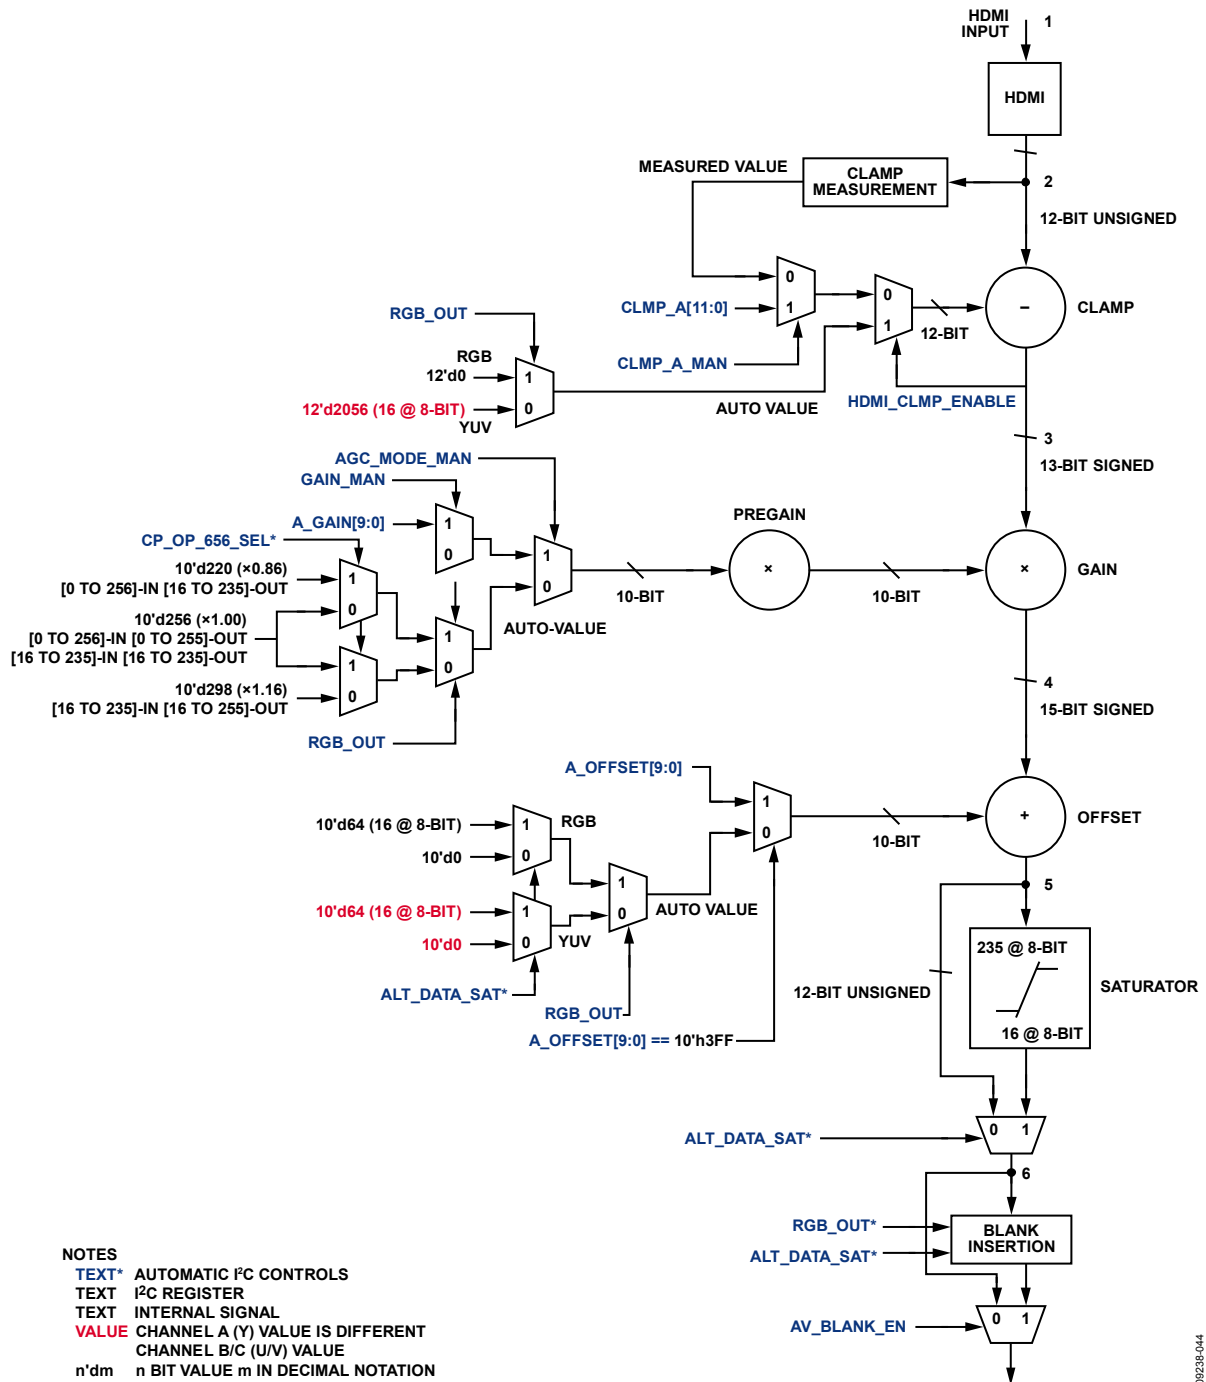 HDMI
INPUT
1
HDMI
MEASURED VALUE
CLAMP
MEASUREMENT
2
12-BIT UNSIGNED
0
1
CLMP_A[11:0]
0
1
12-BIT
–
CLAMP
RGB_OUT
CLMP_A_MAN
RGB
12'd0
1
0
12'd2056 (16 @ 8-BIT)
YUV
AUTO VALUE
HDMI_CLMP_ENABLE
3
13-BIT SIGNED
AGC_MODE_MAN
GAIN_MAN
A_GAIN[9:0]
1
0
CP_OP_656_SEL*
10'd220 (×0.86)
[0 TO 256]-IN [16 TO 235]-OUT
1
0
1
0
10-BIT
PREGAIN
×
10-BIT
×
GAIN
10'd256 (×1.00)
[0 TO 256]-IN [0 TO 255]-OUT
[16 TO 235]-IN [16 TO 235]-OUT
1
0
AUTO-VALUE
1
0
10'd298 (×1.16)
[16 TO 235]-IN [16 TO 255]-OUT
RGB_OUT
4
15-BIT SIGNED
A_OFFSET[9:0]
1
0
10-BIT
+
OFFSET
10'd64 (16 @ 8-BIT)
1
RGB
10'd0
0
10'd64 (16 @ 8-BIT)
1
10'd0
0
YUV
1
0
AUTO VALUE
ALT_DATA_SAT*
RGB_OUT
A_OFFSET[9:0] == 10'h3FF
5
12-BIT UNSIGNED
235 @ 8-BIT
16 @ 8-BIT
SATURATOR
ALT_DATA_SAT*
0 1
6
RGB_OUT*
ALT_DATA_SAT*
BLANK
INSERTION
AV_BLANK_EN
0 1
NOTES
TEXT* AUTOMATIC I²C CONTROLS
TEXT I²C REGISTER
TEXT INTERNAL SIGNAL
VALUE CHANNEL A (Y) VALUE IS DIFFERENT
CHANNEL B/C (U/V) VALUE
n'dm n BIT VALUE m IN DECIMAL NOTATION
09238-044